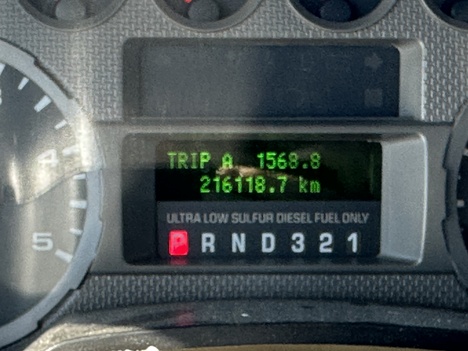 4
5
TRIP A 1568.8
216118.7 km
ULTRA LOW SULFUR DIESEL FUEL ONLY
P R N D 3 2 1